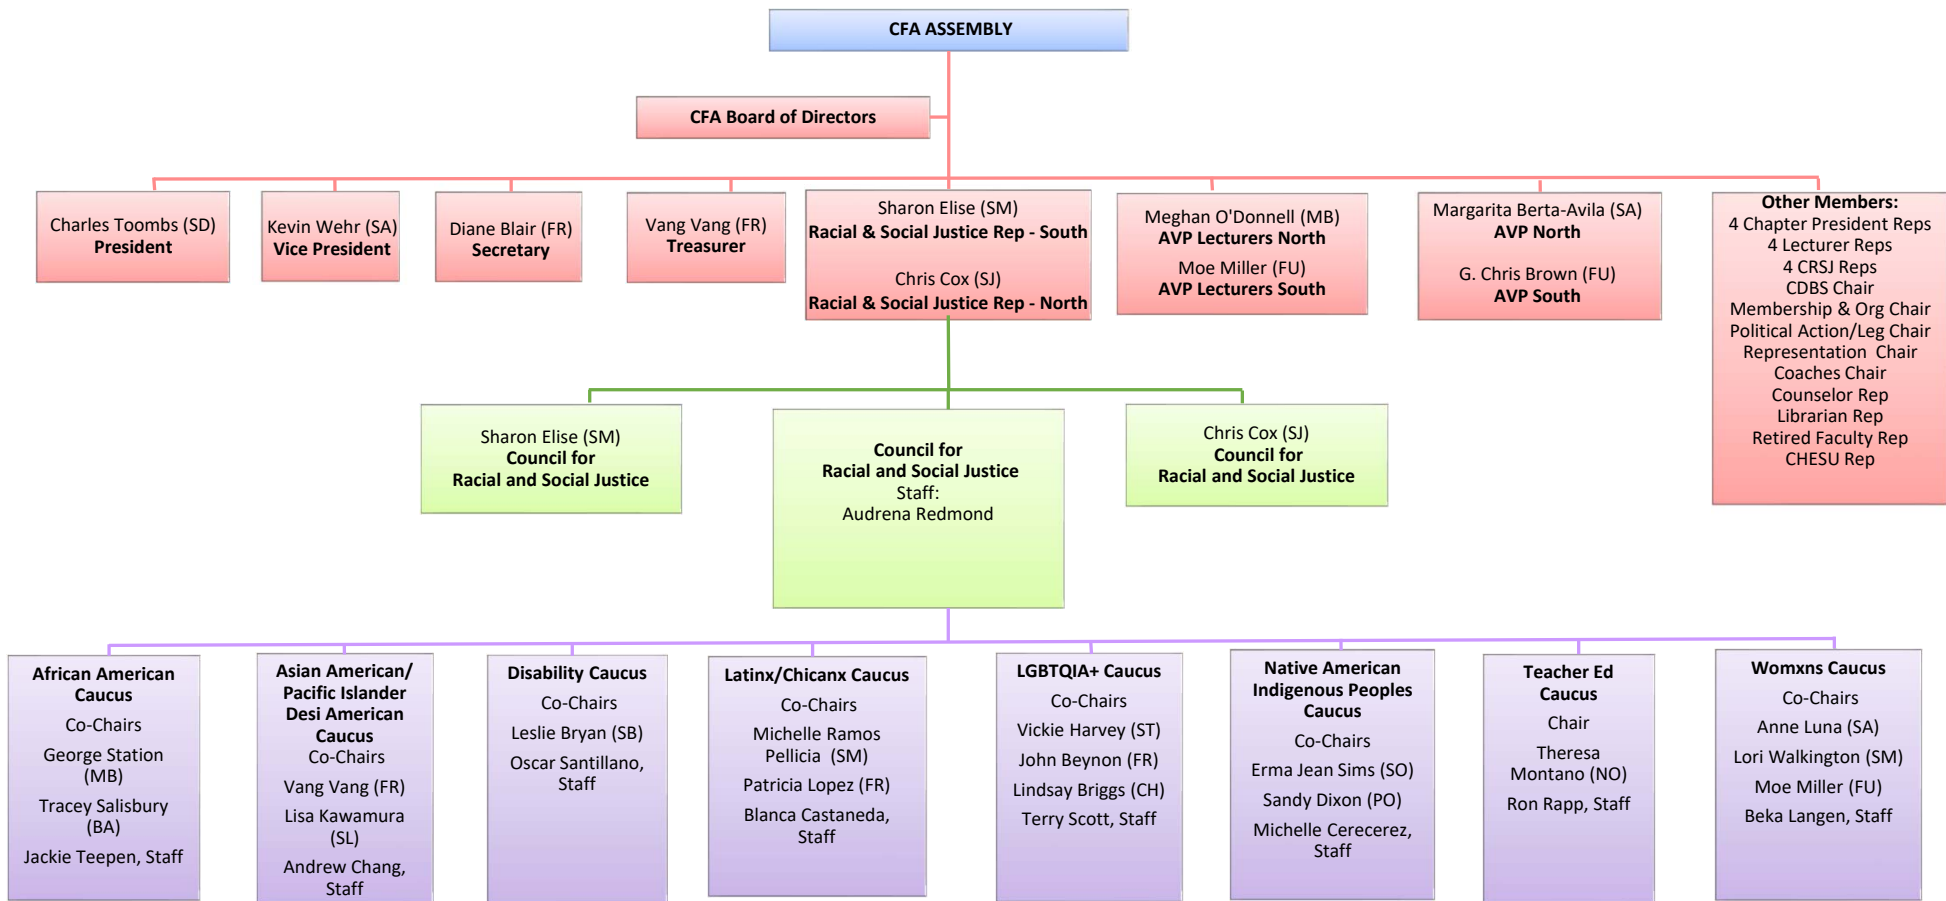 CFA ASSEMBLY
CFA Board of Directors
Charles Toombs (SD)
President
Kevin Wehr (SA)
Vice President
Diane Blair (FR)
Secretary
Vang Vang (FR)
Treasurer
Sharon Elise (SM)
Racial & Social Justice Rep - South
Chris Cox (SJ)
Racial & Social Justice Rep - North
Meghan O'Donnell (MB)
AVP Lecturers North
Moe Miller (FU)
AVP Lecturers South
Margarita Berta-Avila (SA)
AVP North
G. Chris Brown (FU)
AVP South
Other Members:
4 Chapter President Reps
4 Lecturer Reps
4 CRSJ Reps
CDBS Chair
Membership & Org Chair
Political Action/Leg Chair
Representation Chair
Coaches Chair
Counselor Rep
Librarian Rep
Retired Faculty Rep
CHESU Rep
Sharon Elise (SM)
Council for
Racial and Social Justice
Council for
Racial and Social Justice
Staff:
Audrena Redmond
Chris Cox (SJ)
Council for
Racial and Social Justice
African American
Caucus
Co-Chairs
George Station
(MB)
Tracey Salisbury
(BA)
Jackie Teepen, Staff
Asian American/
Pacific Islander
Desi American
Caucus
Co-Chairs
Vang Vang (FR)
Lisa Kawamura
(SL)
Andrew Chang,
Staff
Disability Caucus
Co-Chairs
Leslie Bryan (SB)
Oscar Santillano,
Staff
Latinx/Chicanx Caucus
Co-Chairs
Michelle Ramos
Pellicia (SM)
Patricia Lopez (FR)
Blanca Castaneda,
Staff
LGBTQIA+ Caucus
Co-Chairs
Vickie Harvey (ST)
John Beynon (FR)
Lindsay Briggs (CH)
Terry Scott, Staff
Native American
Indigenous Peoples
Caucus
Co-Chairs
Erma Jean Sims (SO)
Sandy Dixon (PO)
Michelle Cerecerez,
Staff
Teacher Ed
Caucus
Chair
Theresa
Montano (NO)
Ron Rapp, Staff
Womxns Caucus
Co-Chairs
Anne Luna (SA)
Lori Walkington (SM)
Moe Miller (FU)
Beka Langen, Staff